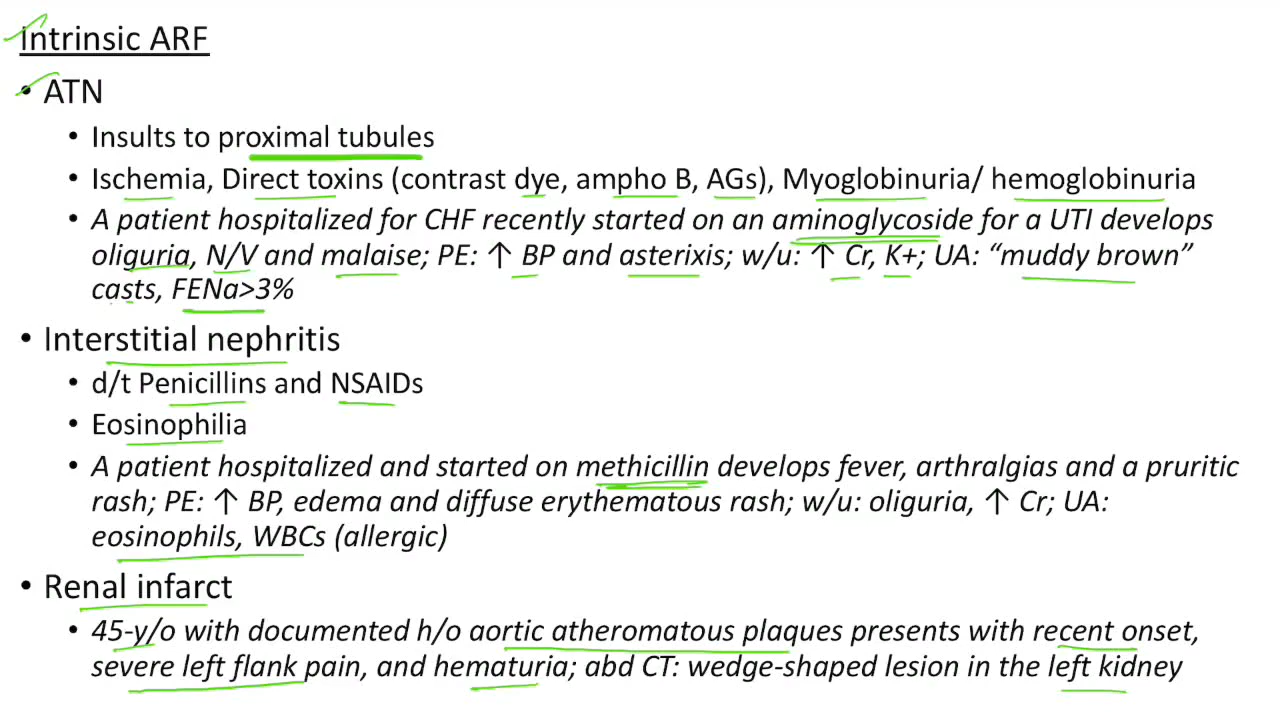 Intrinsic ARF
• ATN
• Insults to proximal tubules
• Ischemia, Direct toxins (contrast dye, ampho B, AGs), Myoglobinuria/ hemoglobinuria
• A patient hospitalized for CHF recently started on an aminoglycoside for a UTI develops
oliguria, N/V and malaise; PE: ↑ BP and asterixis; w/u: ↑ Cr, K+; UA: “muddy brown”
casts, FENa>3%
• Interstitial nephritis
• d/t Penicillins and NSAIDs
• Eosinophilia
• A patient hospitalized and started on methicillin develops fever, arthralgias and a pruritic
rash; PE: ↑ BP, edema and diffuse erythematous rash; w/u: oliguria, ↑ Cr; UA:
eosinophils, WBCs (allergic)
• Renal infarct
• 45-y/o with documented h/o aortic atheromatous plaques presents with recent onset,
severe left flank pain, and hematuria; abd CT: wedge-shaped lesion in the left kidney